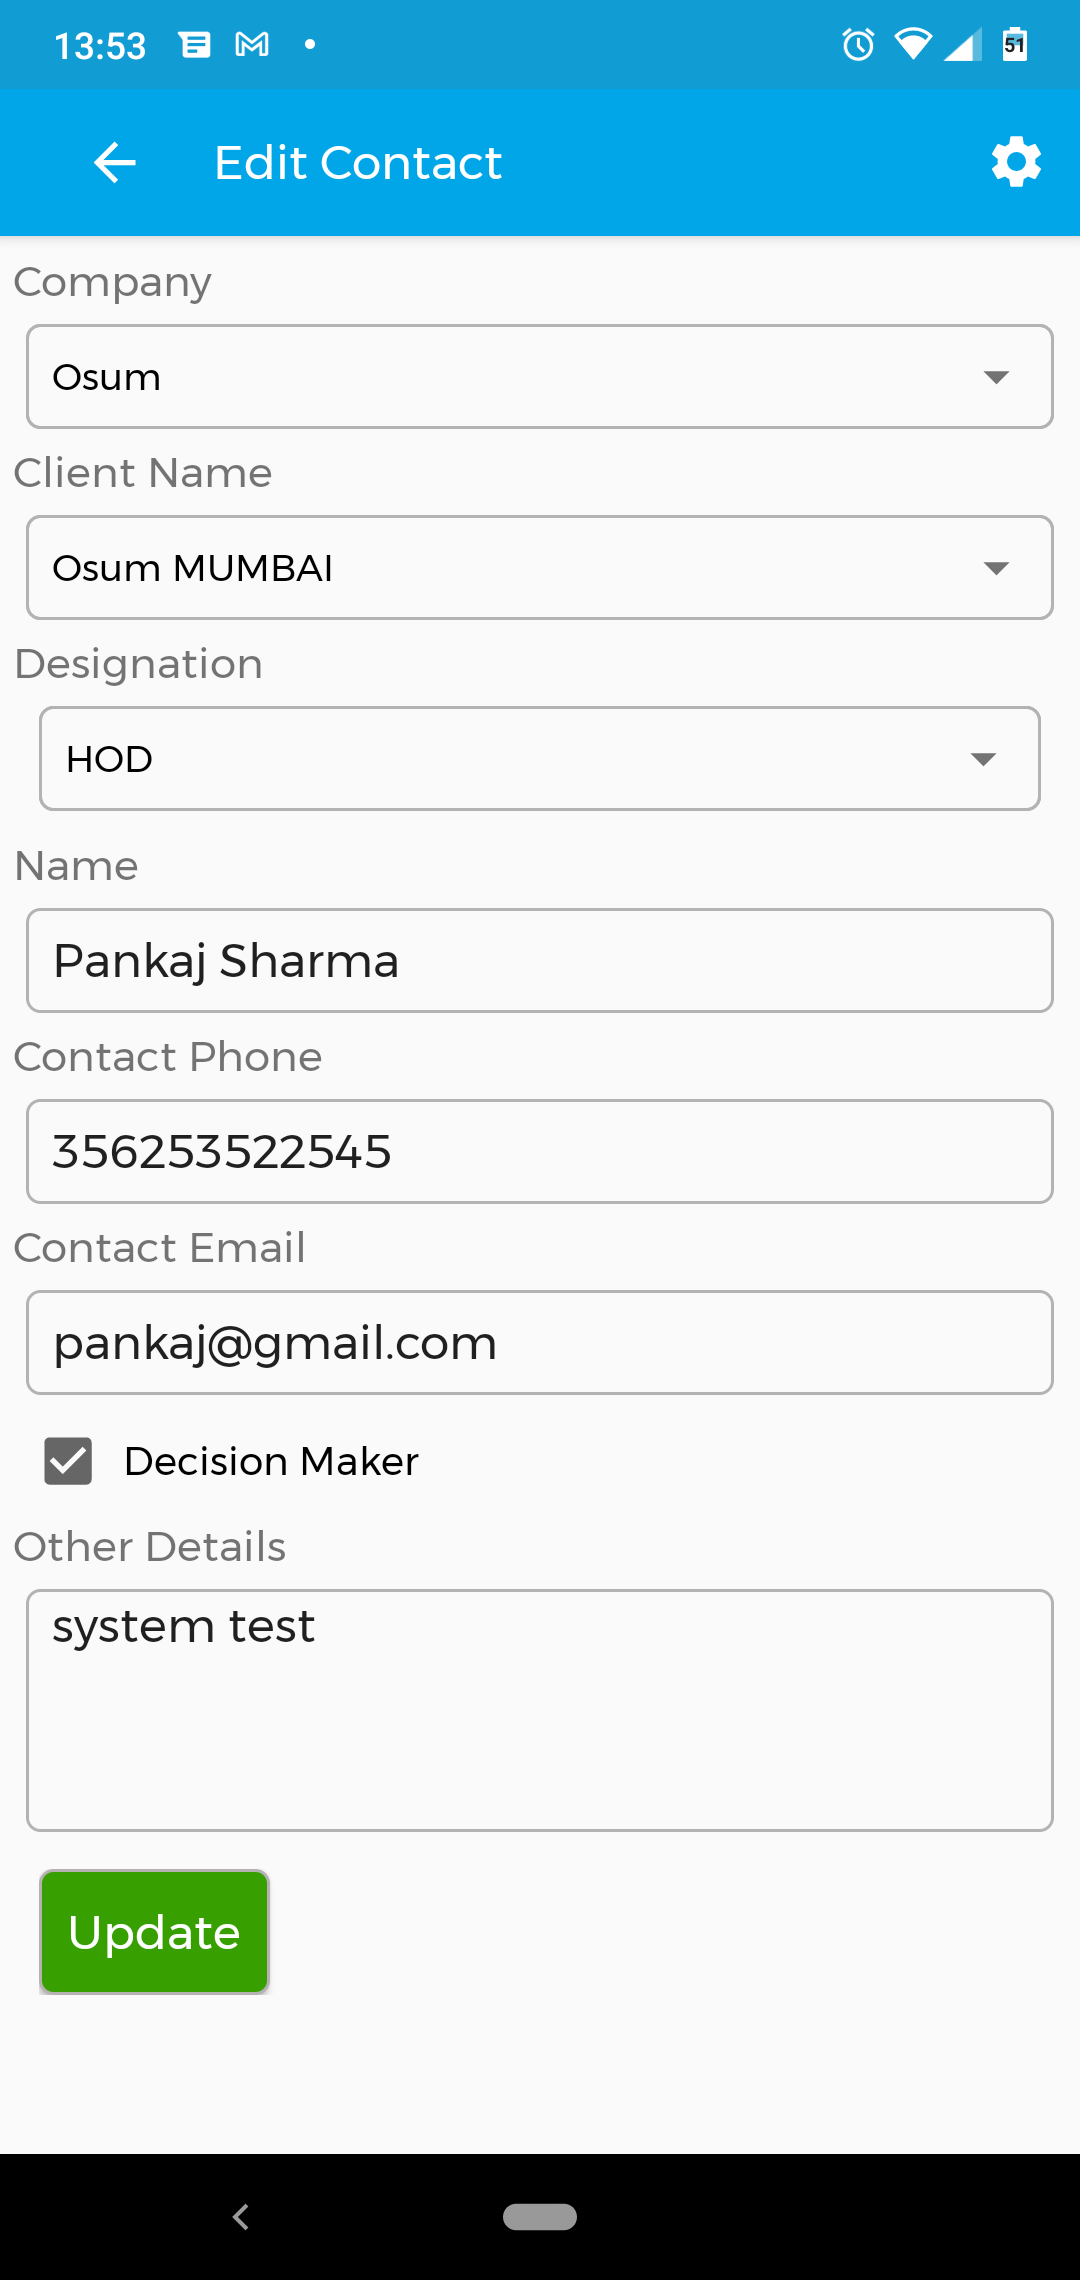 13:53
51
Edit Contact
Company
Osum
Client Name
Osum MUMBAI
Designation
HOD
Name
Pankaj Sharma
Contact Phone
356253522545
Contact Email
pankaj@gmail.com
Decision Maker
Other Details
system test
Update